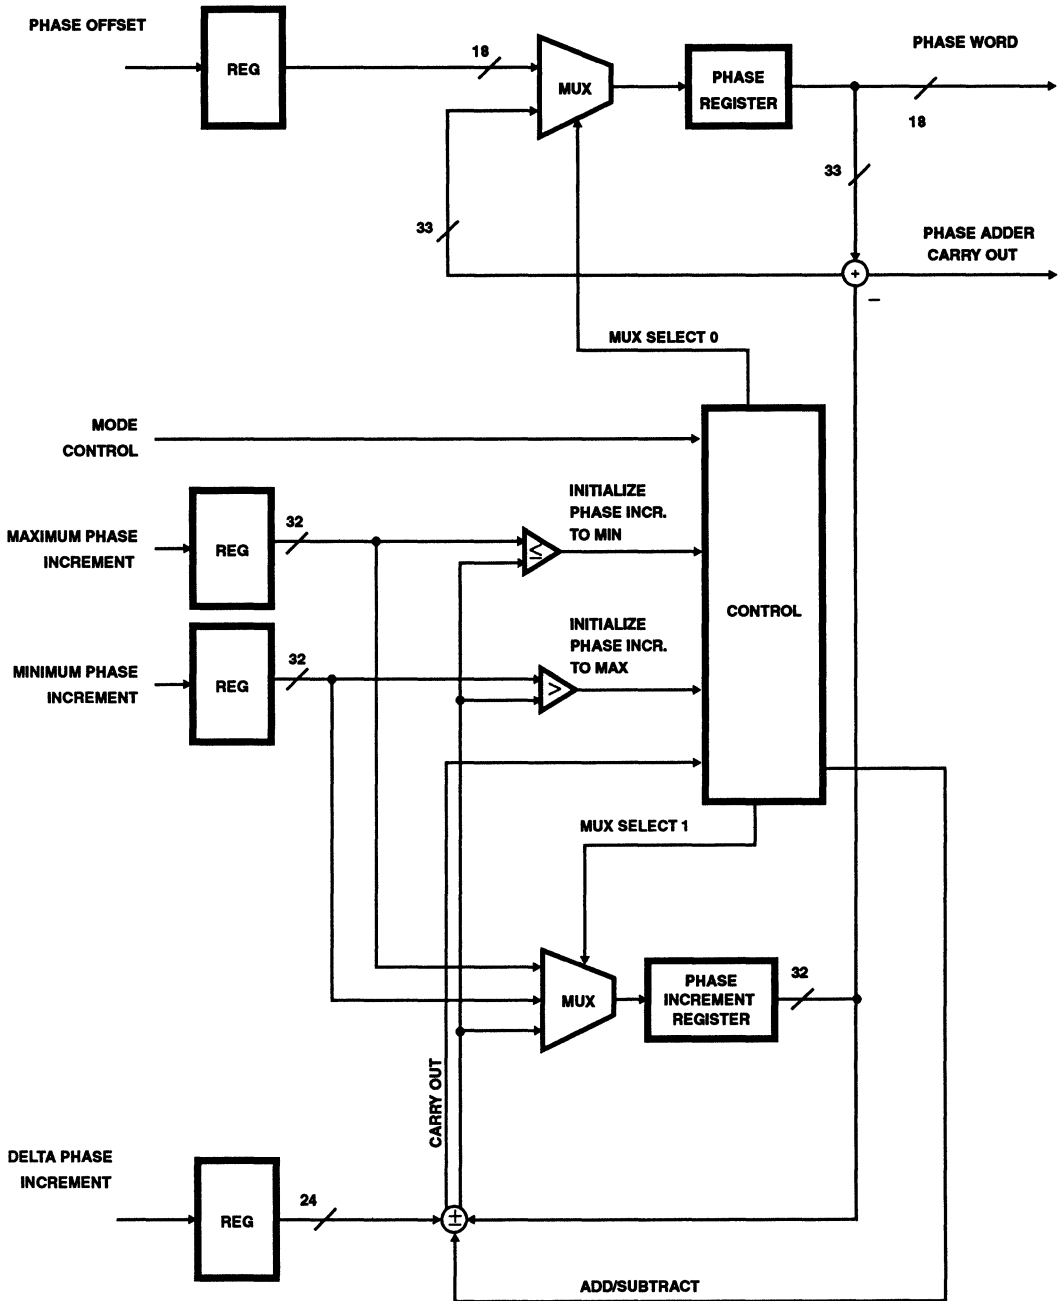 PHASE OFFSET
REG
18
MUX
PHASE
REGISTER
PHASE WORD
18
33
33
PHASE ADDER
CARRY OUT
+
−
MUX SELECT 0
MODE
CONTROL
MAXIMUM PHASE
INCREMENT
REG
32
≤
INITIALIZE
PHASE INCR.
TO MIN
CONTROL
MINIMUM PHASE
INCREMENT
REG
32
>
INITIALIZE
PHASE INCR.
TO MAX
MUX SELECT 1
MUX
PHASE
INCREMENT
REGISTER
32
CARRY OUT
DELTA PHASE
INCREMENT
REG
24
±
ADD/SUBTRACT